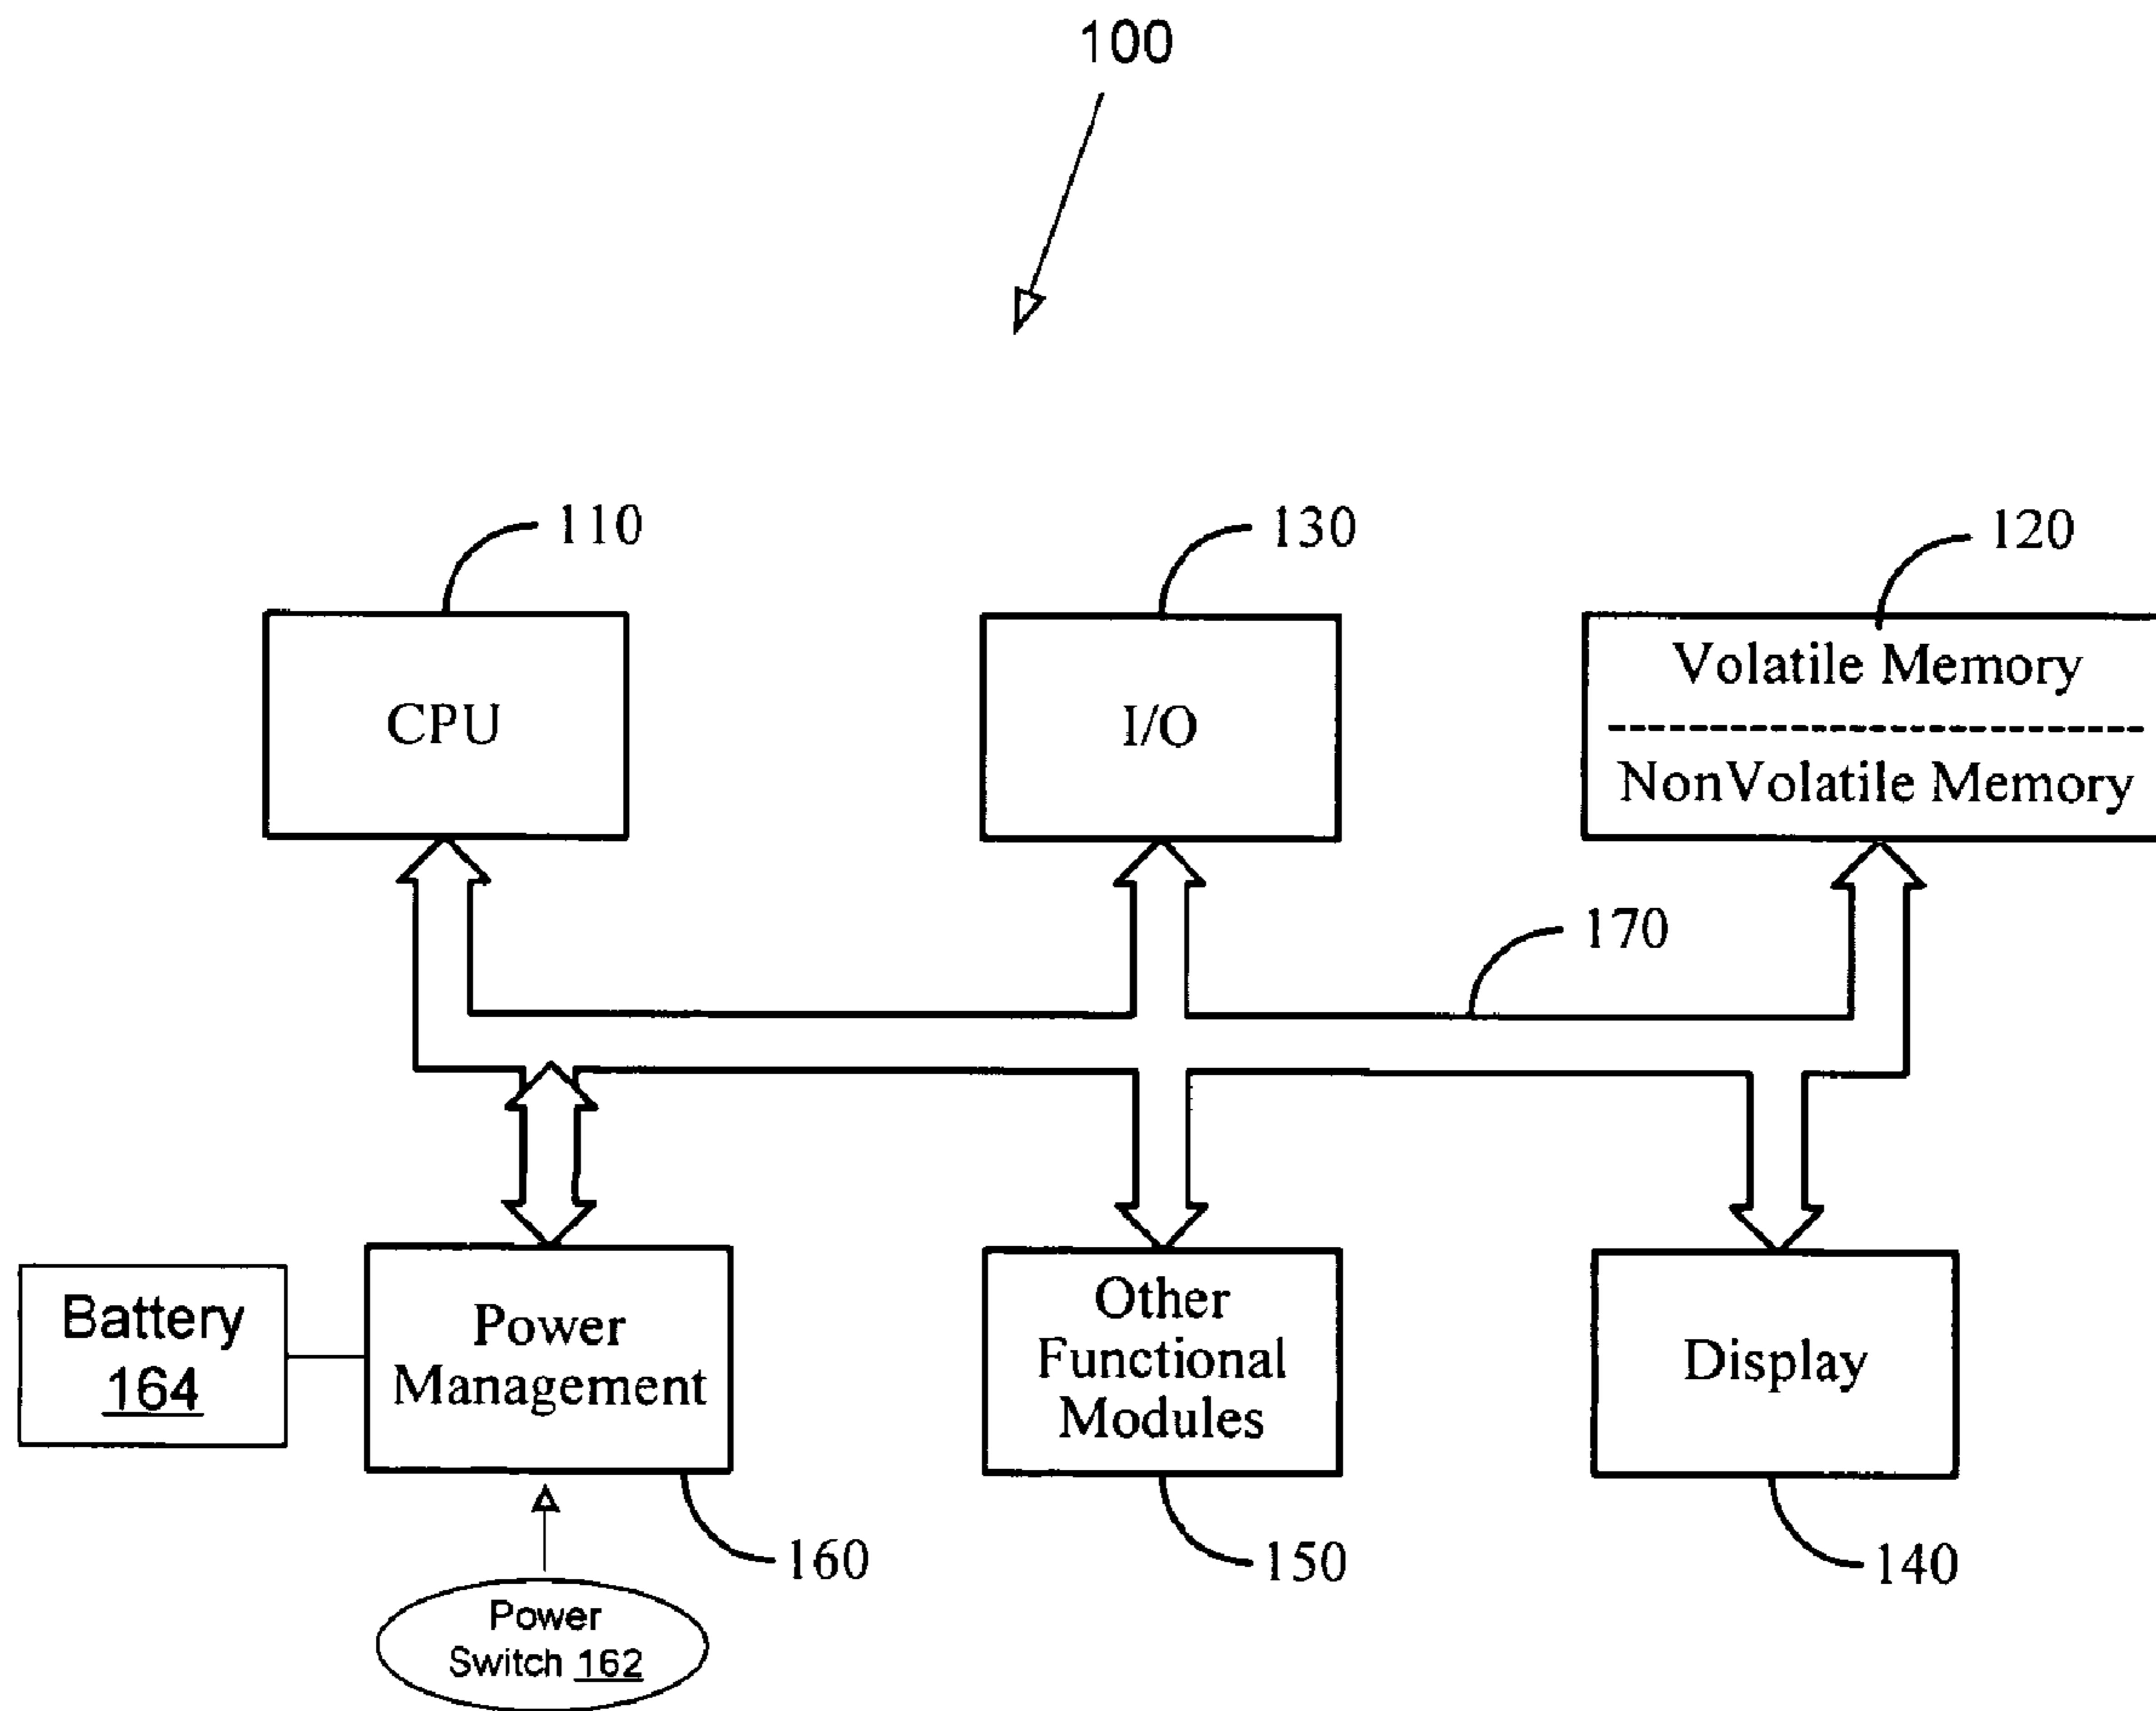 100
110
130
120
CPU
I/O
Volatile Memory
NonVolatile Memory
170
Battery
164
Power
Management
Other
Functional
Modules
Display
160
150
140
Power
Switch 162